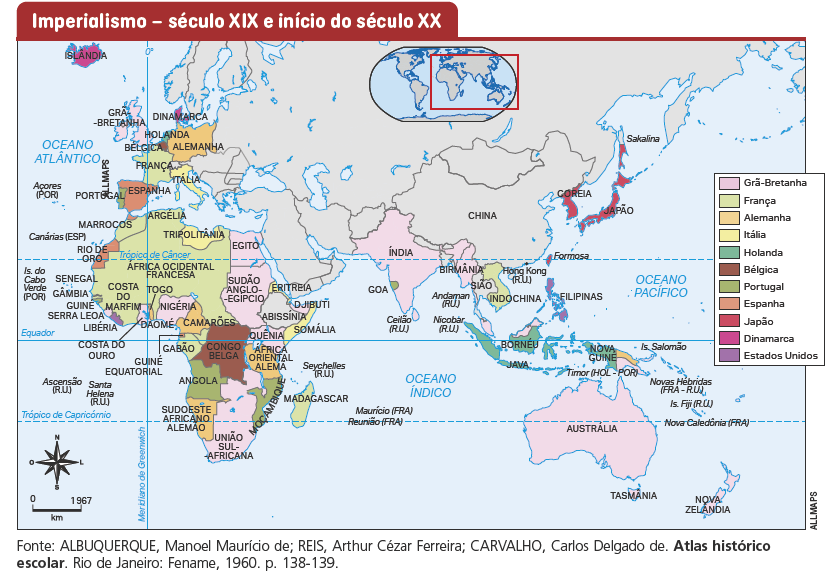 Imperialismo – século XIX e início do século XX
ISLÂNDIA
0°
GRÃ-
-BRETANHA
DINAMARCA
HOLANDA
BÉLGICA
ALEMANHA
OCEANO
ATLÂNTICO
ALLMAPS
FRANÇA
ITÁLIA
Açores
(POR)
PORTUGAL
ESPANHA
ARGÉLIA
MARROCOS
TRIPOLITÂNIA
Canárias (ESP)
EGITO
RIO DE
ORO
Trópico de Câncer
Is. do
Cabo
Verde
(POR)
ÁFRICA OCIDENTAL
FRANCESA
SENEGAL
GÂMBIA
GUINÉ
SERRA LEOA
LIBÉRIA
COSTA
DO
MARFIM
TOGO
NIGÉRIA
DAOMÉ
SUDÃO
ANGLO-
-EGIPCIO
ERITREIA
DJIBUTI
ABISSÍNIA
SOMÁLIA
CAMARÕES
Equador
COSTA DO
OURO
GABÃO
GUINÉ
EQUATORIAL
CONGO
BELGA
QUÊNIA
ÁFRICA
ORIENTAL
ALEMÃ
Seychelles
(R.U.)
Ascensão
(R.U.)
Santa
Helena
(R.U.)
ANGOLA
MOÇAMBIQUE
MADAGASCAR
Trópico de Capricórnio
SUDOESTE
AFRICANO
ALEMÃO
UNIÃO
SUL-
-AFRICANA
Maurício (FRA)
Reunião (FRA)
Meridiano de Greenwich
N
O
L
S
0
1967
km
Sakalina
COREIA
JAPÃO
CHINA
ÍNDIA
GOA
BIRMÂNIA
Hong Kong
(R.U.)
Formosa
SIÃO
INDOCHINA
FILIPINAS
Andaman
(R.U.)
Ceilão
(R.U.)
Nicobár
(R.U.)
OCEANO
PACÍFICO
BORNÉU
JAVA
NOVA
GUINÉ
Is. Salomão
Timor (HOL - POR)
Novas Hébridas
(FRA - R.U.)
Is. Fiji (R.U.)
Nova Caledônia (FRA)
OCEANO
ÍNDICO
AUSTRÁLIA
TASMÂNIA
NOVA
ZELANDIA
Grã-Bretanha
França
Alemanha
Itália
Holanda
Bélgica
Portugal
Espanha
Japão
Dinamarca
Estados Unidos
ALLMAPS
Fonte: ALBUQUERQUE, Manoel Maurício de; REIS, Arthur Cézar Ferreira; CARVALHO, Carlos Delgado de. Atlas histórico
escolar. Rio de Janeiro: Fename, 1960. p. 138-139.